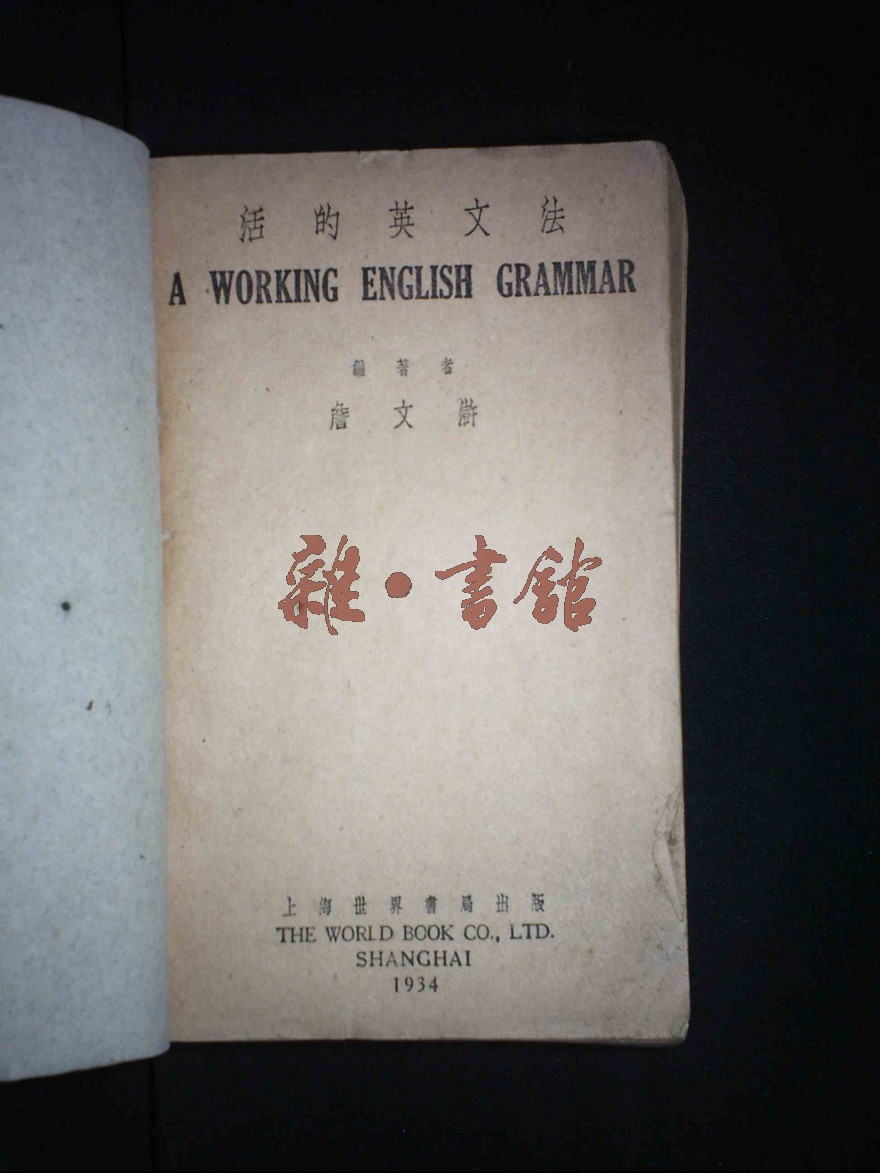 活的英文法
A WORKING ENGLISH GRAMMAR
編著者
詹文滸
雜·書館
上海世界書局出版
THE WORLD BOOK CO., LTD.
SHANGHAI
1934